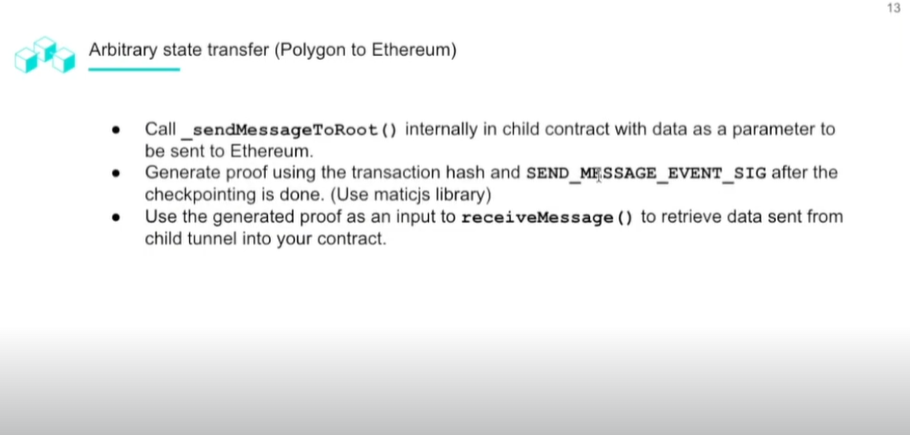 13
Arbitrary state transfer (Polygon to Ethereum)
● Call _sendMessageToRoot() internally in child contract with data as a parameter to
be sent to Ethereum.
● Generate proof using the transaction hash and SEND_MESSAGE_EVENT_SIG after the
checkpointing is done. (Use maticjs library)
● Use the generated proof as an input to receiveMessage() to retrieve data sent from
child tunnel into your contract.